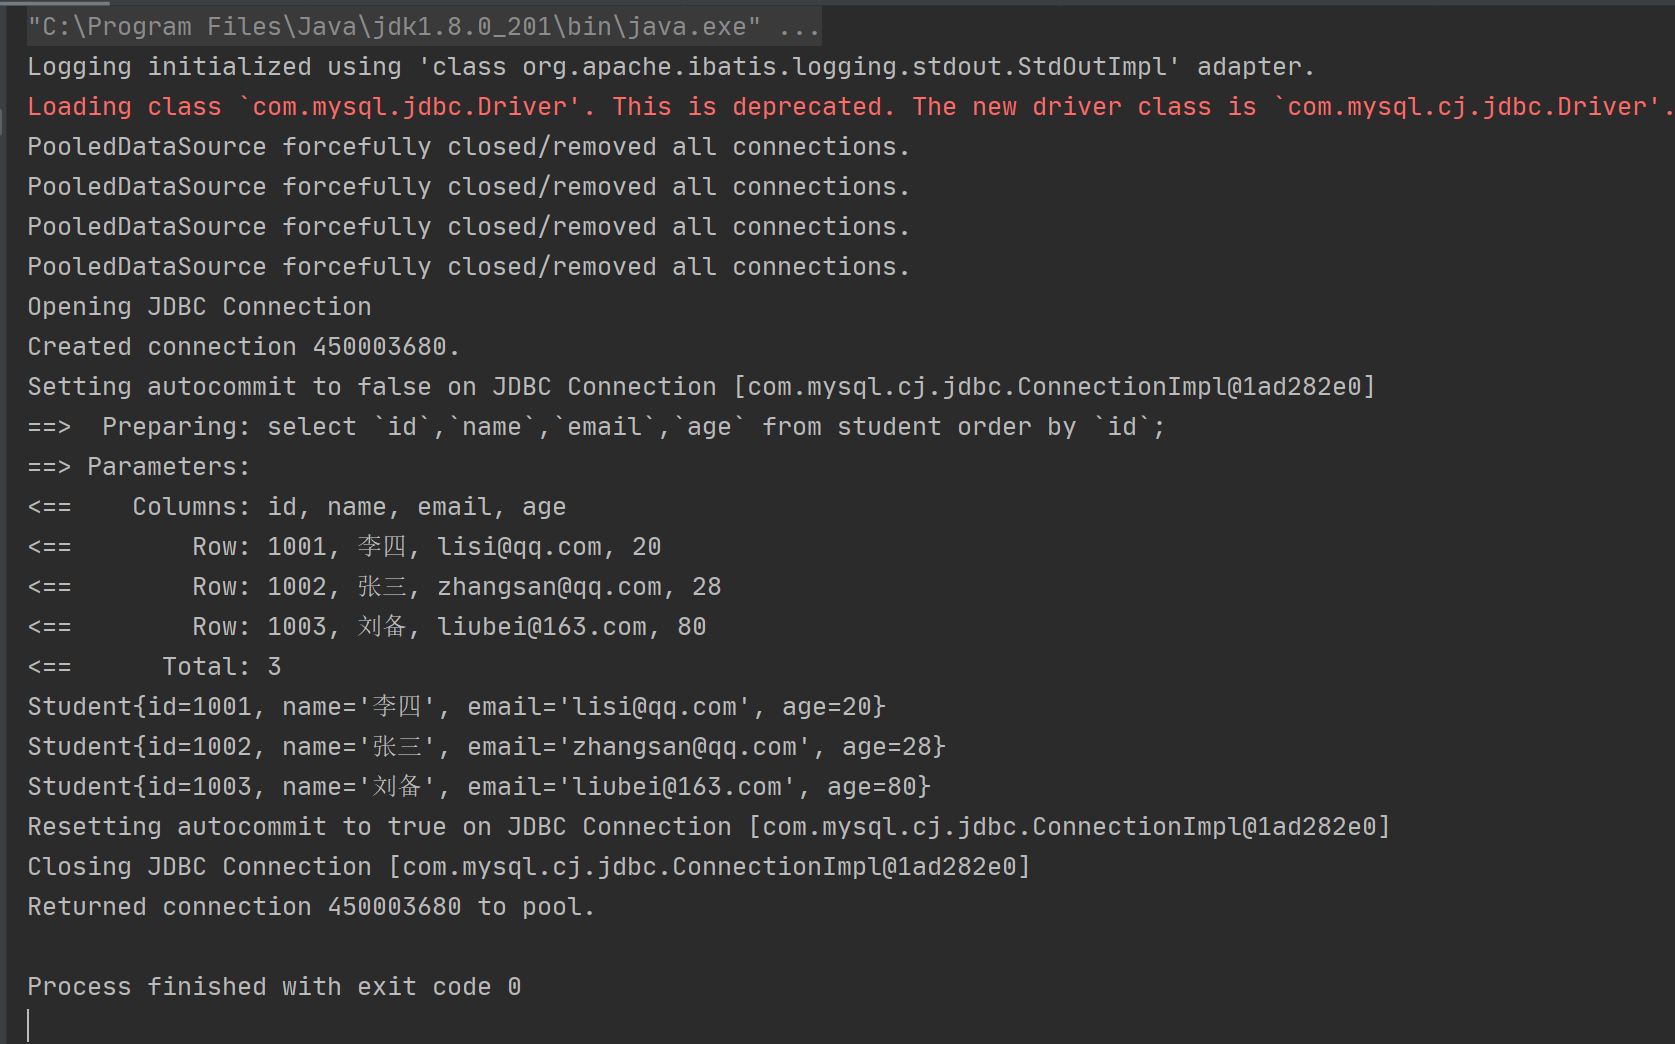 "C:\Program Files\Java\jdk1.8.0_201\bin\java.exe" ...
Logging initialized using 'class org.apache.ibatis.logging.stdout.StdOutImpl' adapter.
Loading class `com.mysql.jdbc.Driver'. This is deprecated. The new driver class is `com.mysql.cj.jdbc.Driver'.
PooledDataSource forcefully closed/removed all connections.
PooledDataSource forcefully closed/removed all connections.
PooledDataSource forcefully closed/removed all connections.
PooledDataSource forcefully closed/removed all connections.
Opening JDBC Connection
Created connection 450003680.
Setting autocommit to false on JDBC Connection [com.mysql.cj.jdbc.ConnectionImpl@1ad282e0]
==>  Preparing: select `id`,`name`,`email`,`age` from student order by `id`;
==> Parameters:
<==    Columns: id, name, email, age
<==        Row: 1001, 李四, lisi@qq.com, 20
<==        Row: 1002, 张三, zhangsan@qq.com, 28
<==        Row: 1003, 刘备, liubei@163.com, 80
<==      Total: 3
Student{id=1001, name='李四', email='lisi@qq.com', age=20}
Student{id=1002, name='张三', email='zhangsan@qq.com', age=28}
Student{id=1003, name='刘备', email='liubei@163.com', age=80}
Resetting autocommit to true on JDBC Connection [com.mysql.cj.jdbc.ConnectionImpl@1ad282e0]
Closing JDBC Connection [com.mysql.cj.jdbc.ConnectionImpl@1ad282e0]
Returned connection 450003680 to pool.
Process finished with exit code 0